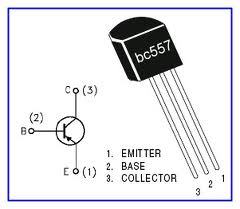 bc557
C (3)
(2)
B
E (1)
1. EMITTER
2. BASE
3. COLLECTOR
1
2
3